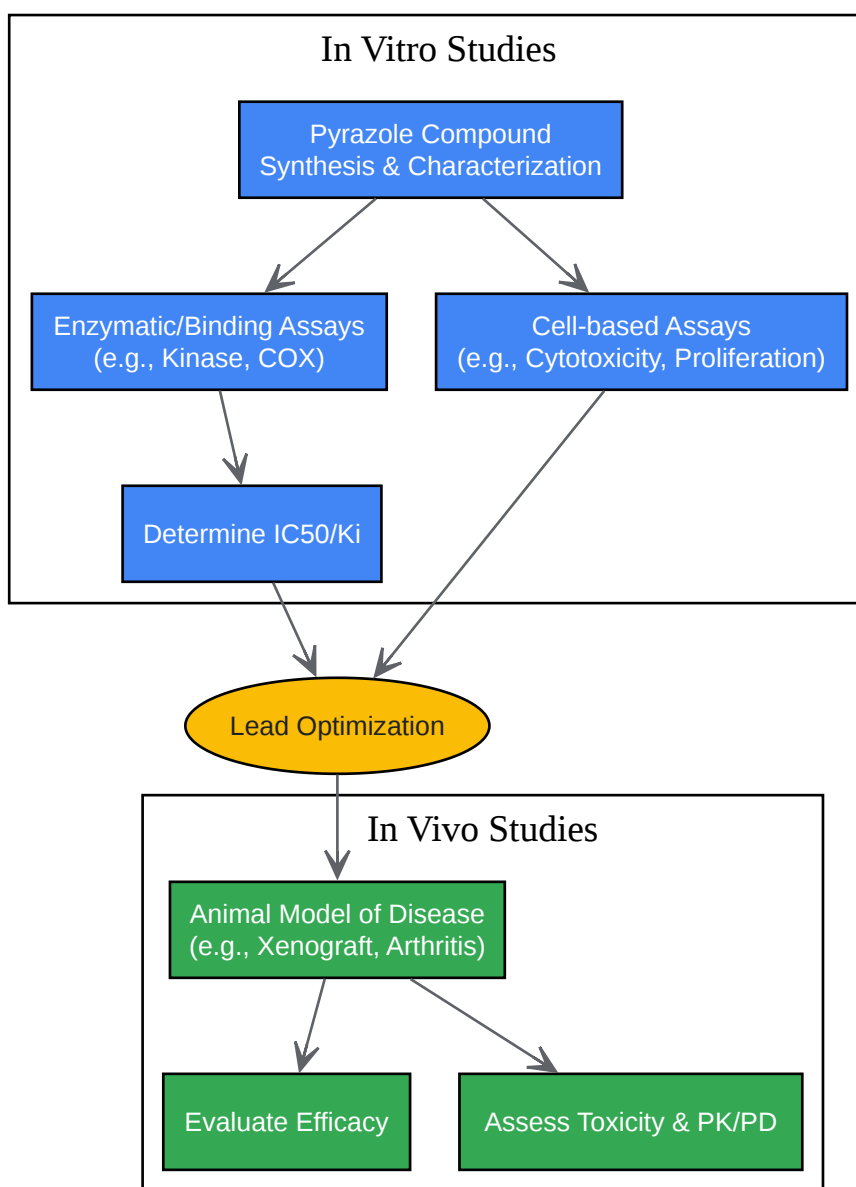 In Vitro Studies
Pyrazole Compound
Synthesis & Characterization
Enzymatic/Binding Assays
(e.g., Kinase, COX)
Cell-based Assays
(e.g., Cytotoxicity, Proliferation)
Determine IC50/Ki
Lead Optimization
In Vivo Studies
Animal Model of Disease
(e.g., Xenograft, Arthritis)
Evaluate Efficacy
Assess Toxicity & PK/PD